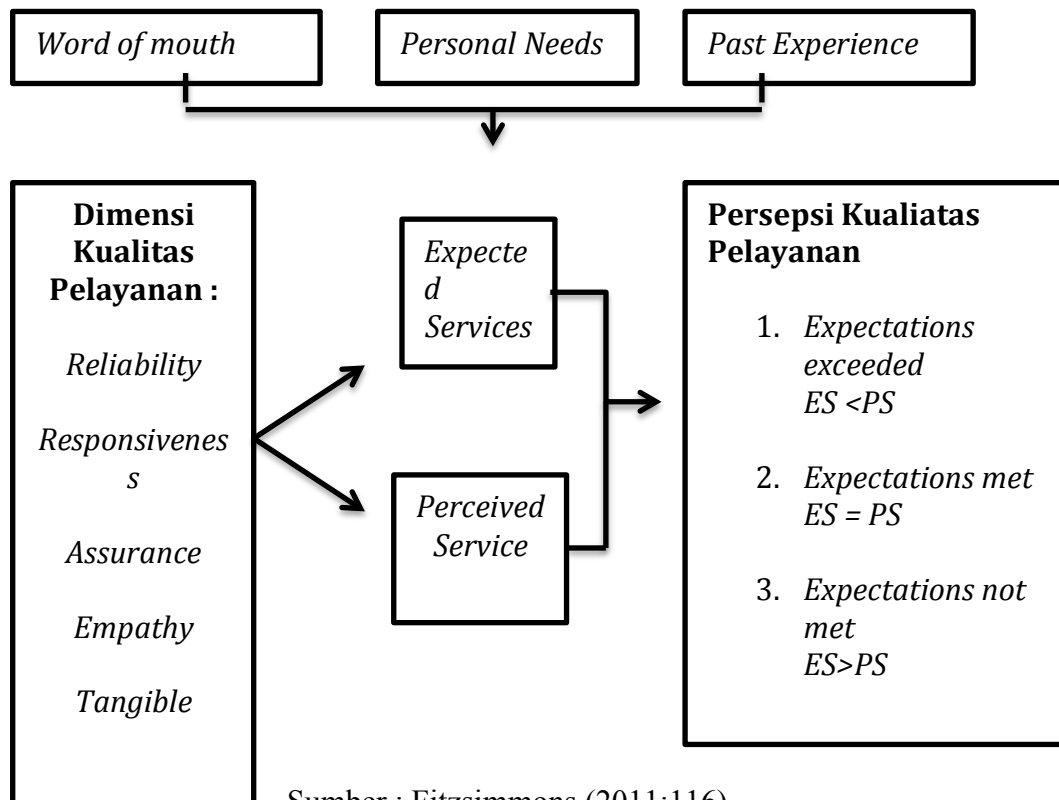 Word of mouth
Personal Needs
Past Experience
Dimensi
Kualitas
Pelayanan :
Reliability
Responsivenes
s
Assurance
Empathy
Tangible
Expecte
d
Services
Perceived
Service
Persepsi Kualiatas
Pelayanan
1. Expectations
exceeded
ES <PS
2. Expectations met
ES = PS
3. Expectations not
met
ES>PS
Sumber : Fitzsimmons (2011:116)